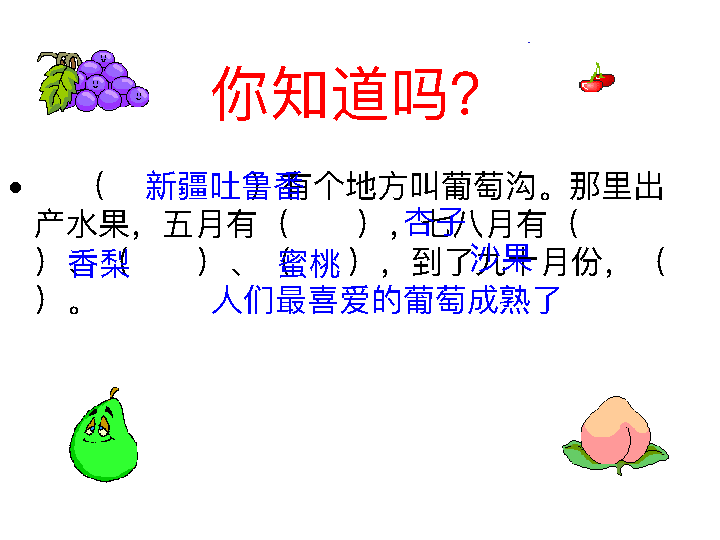 你知道吗？
• （新疆吐鲁番）有个地方叫葡萄沟。那里出
产水果，五月有（杏子），七八月有（
香梨）、（蜜桃）、（沙果），到了九十月份，（
人们最喜爱的葡萄成熟了）。